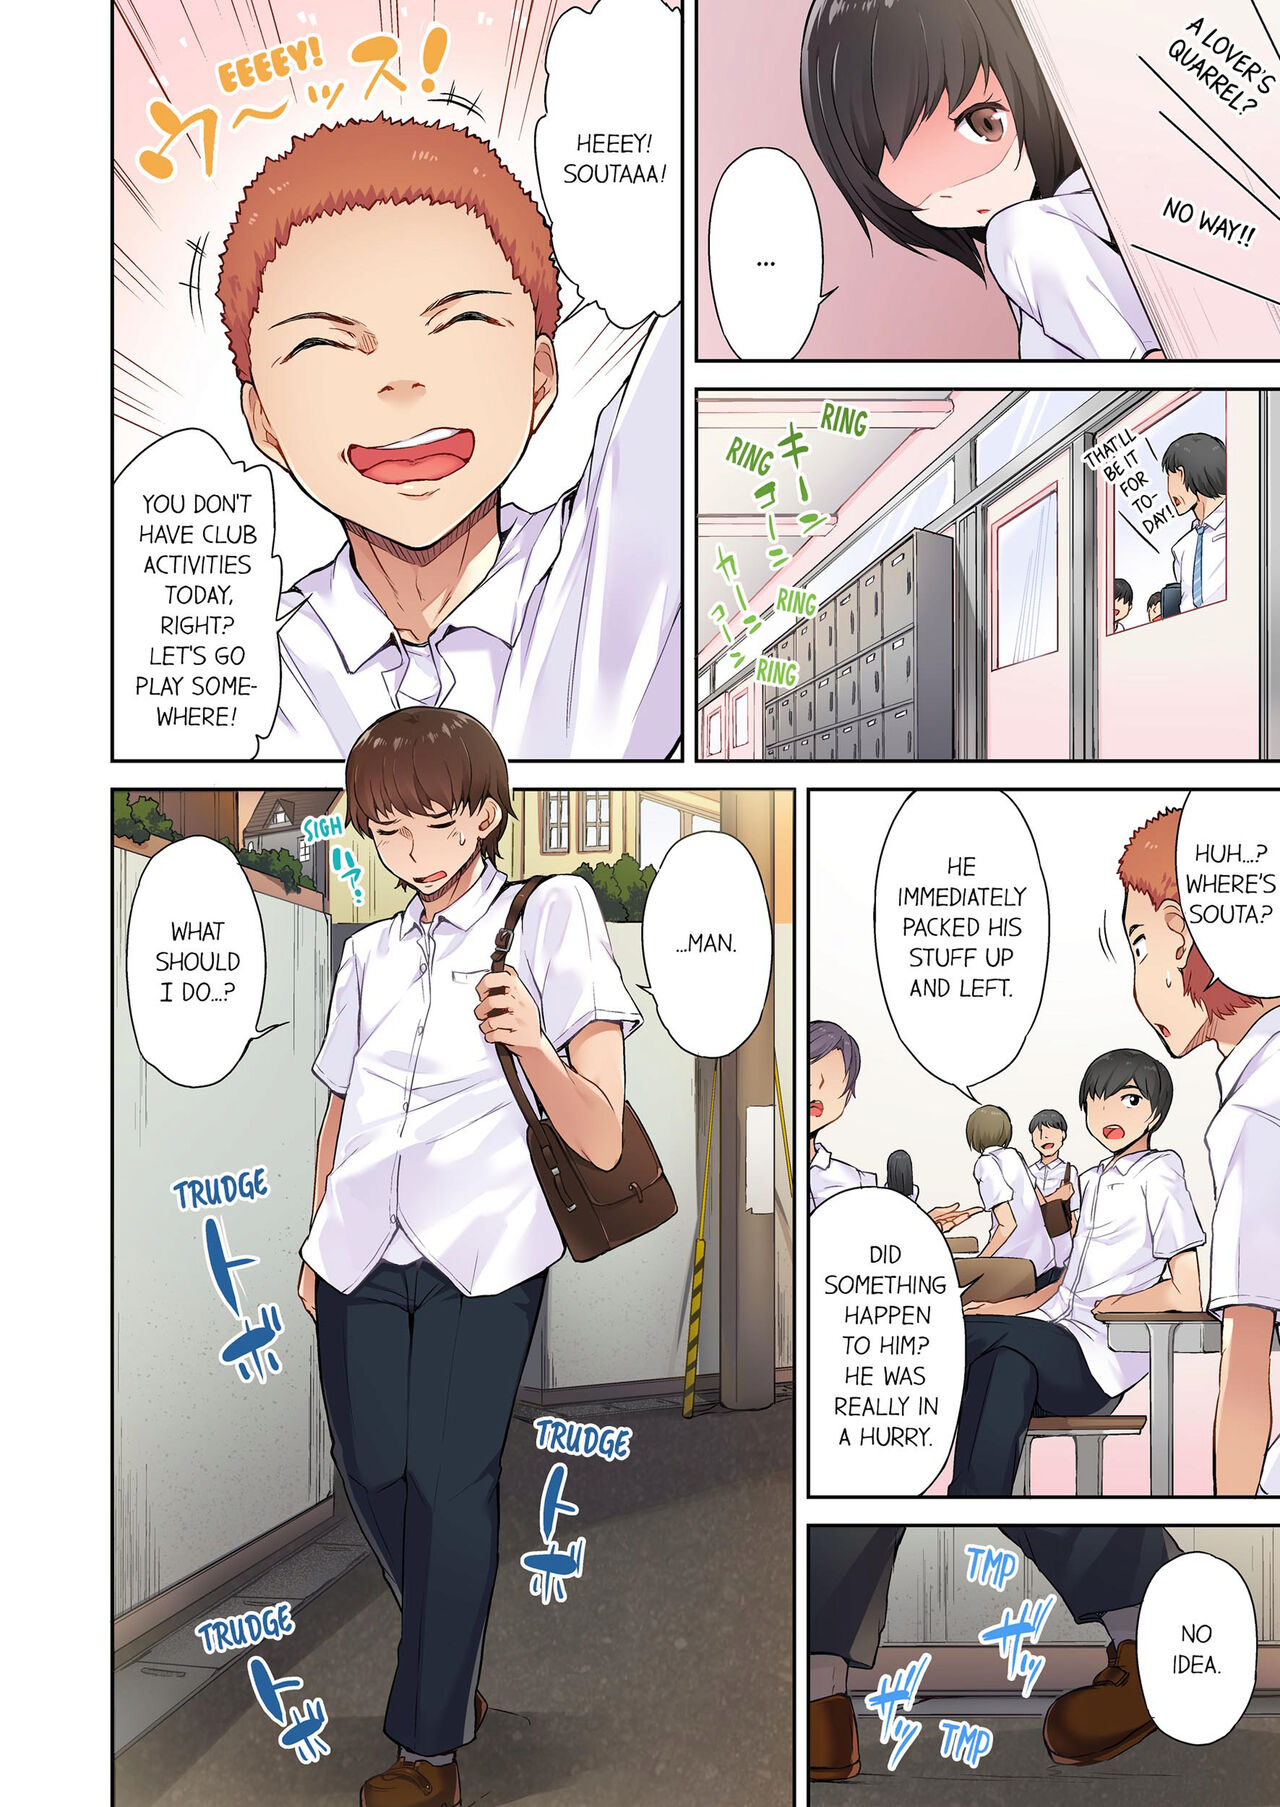 A LOVER'S
QUARREL?
NO WAY!!
...
THAT'LL
BE IT
FOR
TO-
DAY!
RING
キーン
RING
コーン
RING
カーン
RING
コーン
RING
HEEEY!
SOUTAAA!
EEEEY!
ウ〜ッス!
YOU DON'T
HAVE CLUB
ACTIVITIES
TODAY,
RIGHT?
LET'S GO
PLAY SOME-
WHERE!
HUH...?
WHERE'S
SOUTA?
HE
IMMEDIATELY
PACKED HIS
STUFF UP
AND LEFT.
DID
SOMETHING
HAPPEN
TO HIM?
HE WAS
REALLY IN
A HURRY.
NO
IDEA.
TMP
ザッ
ザッ
TMP
...MAN.
SIGH
ハァ。
WHAT
SHOULD
I DO...?
TRUDGE
トボ
TRUDGE
トボ
TRUDGE
トボ